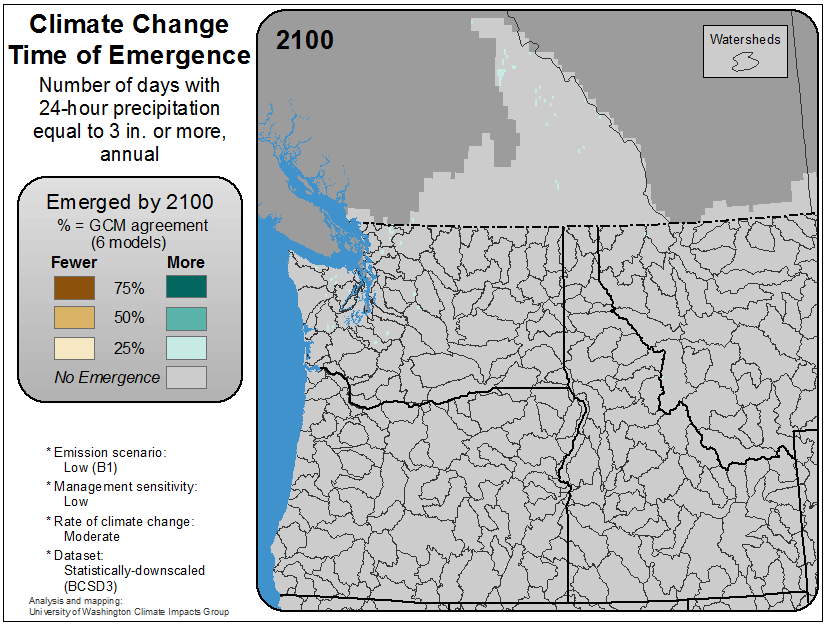 Climate Change
Time of Emergence
Number of days with
24-hour precipitation
equal to 3 in. or more,
annual
Emerged by 2100
% = GCM agreement
(6 models)
Fewer More
75%
50%
25%
No Emergence
* Emission scenario:
Low (B1)
* Management sensitivity:
Low
* Rate of climate change:
Moderate
* Dataset:
Statistically-downscaled
(BCSD3)
Analysis and mapping:
University of Washington Climate Impacts Group
2100
Watersheds